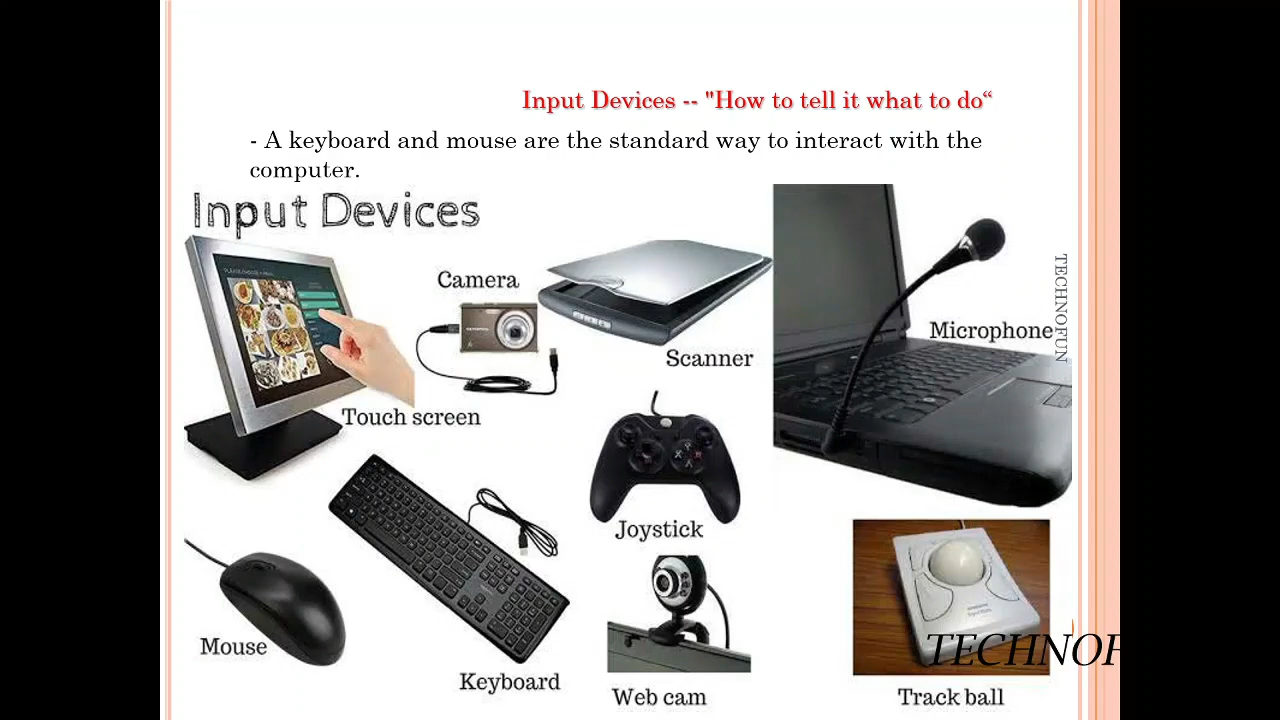 Input Devices -- "How to tell it what to do“
- A keyboard and mouse are the standard way to interact with the
computer.
Input Devices
Camera
Scanner
Microphone
TECHNOFUN
Touch screen
Joystick
Mouse
Keyboard
Web cam
Track ball
TECHNOF